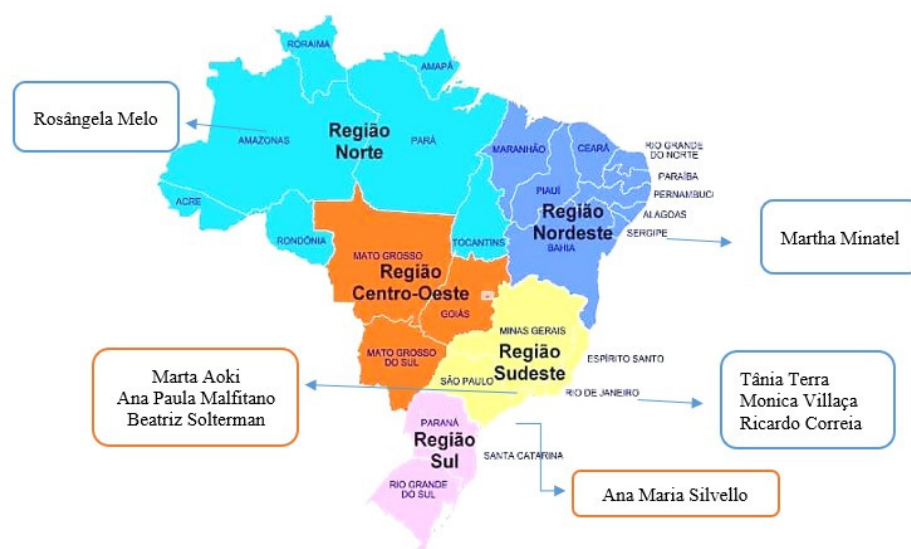 RORAIMA
AMAPÁ
Rosângela Melo
AMAZONAS
Região
Norte
PARÁ
MARANHÃO
CEARÁ
RIO GRANDE
DO NORTE
PARAÍBA
PIAUÍ
PERNAMBUC
ACRE
ALAGOAS
Região
Nordeste
SERGIPE
Martha Minatel
RONDÔNIA
TOCANTINS
BAHIA
MATO GROSSO
Região
Centro-Oeste
GOIÁS
MINAS GERAIS
Região
Sudeste
ESPÍRITO SANTO
MATO GROSSO
DO SUL
SÃO PAULO
RIO DE JANEIRO
Marta Aoki
Ana Paula Malfitano
Beatriz Solterman
Tânia Terra
Monica Villaça
Ricardo Correia
PARANÁ
Região
Sul
SANTA CATARINA
RIO GRANDE
DO SUL
Ana Maria Silvello